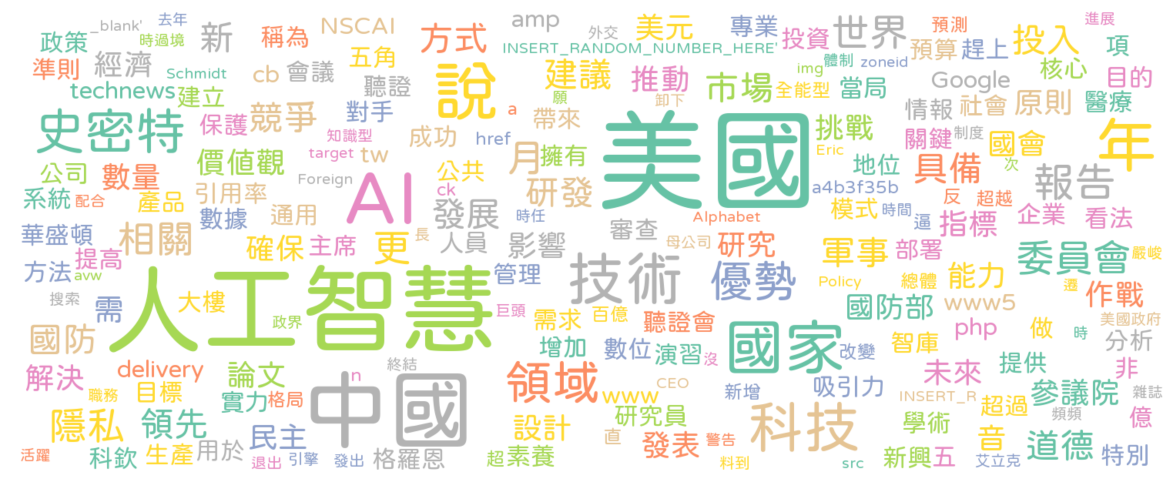 _blank' 去年 政策 時過境 新 稱為 NSCAI 方式 amp 外交 美元 專業 世界 預測 進展
準則 經濟 五角 INSERT_RANDOM_NUMBER_HERE' 投資 體制 zoneid 預算 趕上 投入 項
Schmidt cb 會議 聽證 說 建議 推動 市場 img 全能型 當局 Google 核心 目的
technews 建立 願 卸下 情報 社會 原則 醫療
史密特 保護 競爭 對手 a 帶來 美國 挑戰 關鍵 制度 國會 年
知識型 成功 href
target tw 月 擁有 Eric 地位 次
公司 數量 價值觀 Foreign AI ck 公共 研發 a4b3f35b 具備 報告
系統 配合 產品 引用率 數據 通用 發展 時任 審查 Alphabet 模式 時間 反 超越
華盛頓 相關 確保 主席 更 長 人員 影響 母公司 研究 逼 指標 企業 看法
提高 軍事 部署 委員會 嚴峻
方法 avw 人工智慧 管理 技術 優勢 Policy 總體 能力 遵
搜索 需 大樓 巨頭 需求 百億 國防部 www5 作戰
國防 政界 聽證會 國家 智庫 php 做 時 美國政府
增加 數位 演習 沒 改變 分析
解決 delivery 論文 終結 領域 CEO 未來 提供 非
職務 目標 n 中國 www 新增 吸引力 INSERT_R 參議院 雜誌
實力 格局 研究員 科技 超過 頻頻 億
隱私 領先 民主 設計 直 學術 音
活躍 科欽 生產 用於 退出 引擎 發出 格羅恩 超 素養 發表 警告 料到 src 新興 五 艾立克 道德 特別